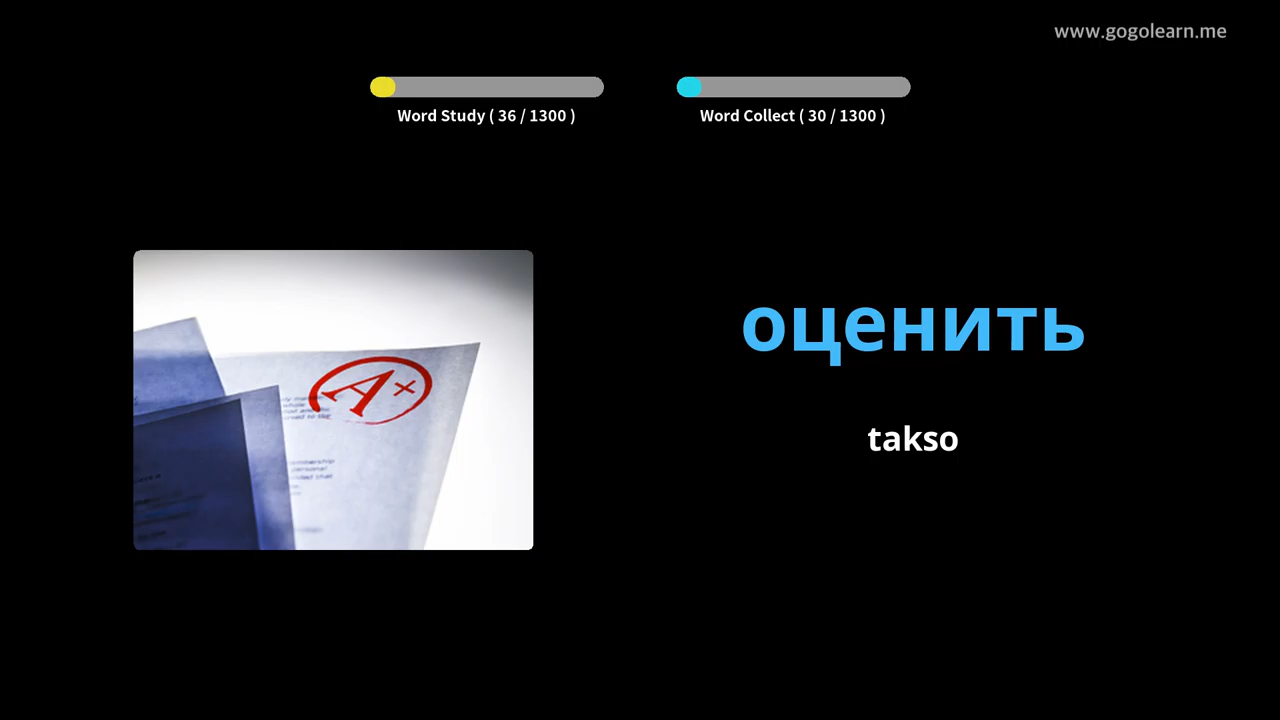 www.gogolearn.me
Word Study ( 36 / 1300 )
Word Collect ( 30 / 1300 )
A+
оценить
takso